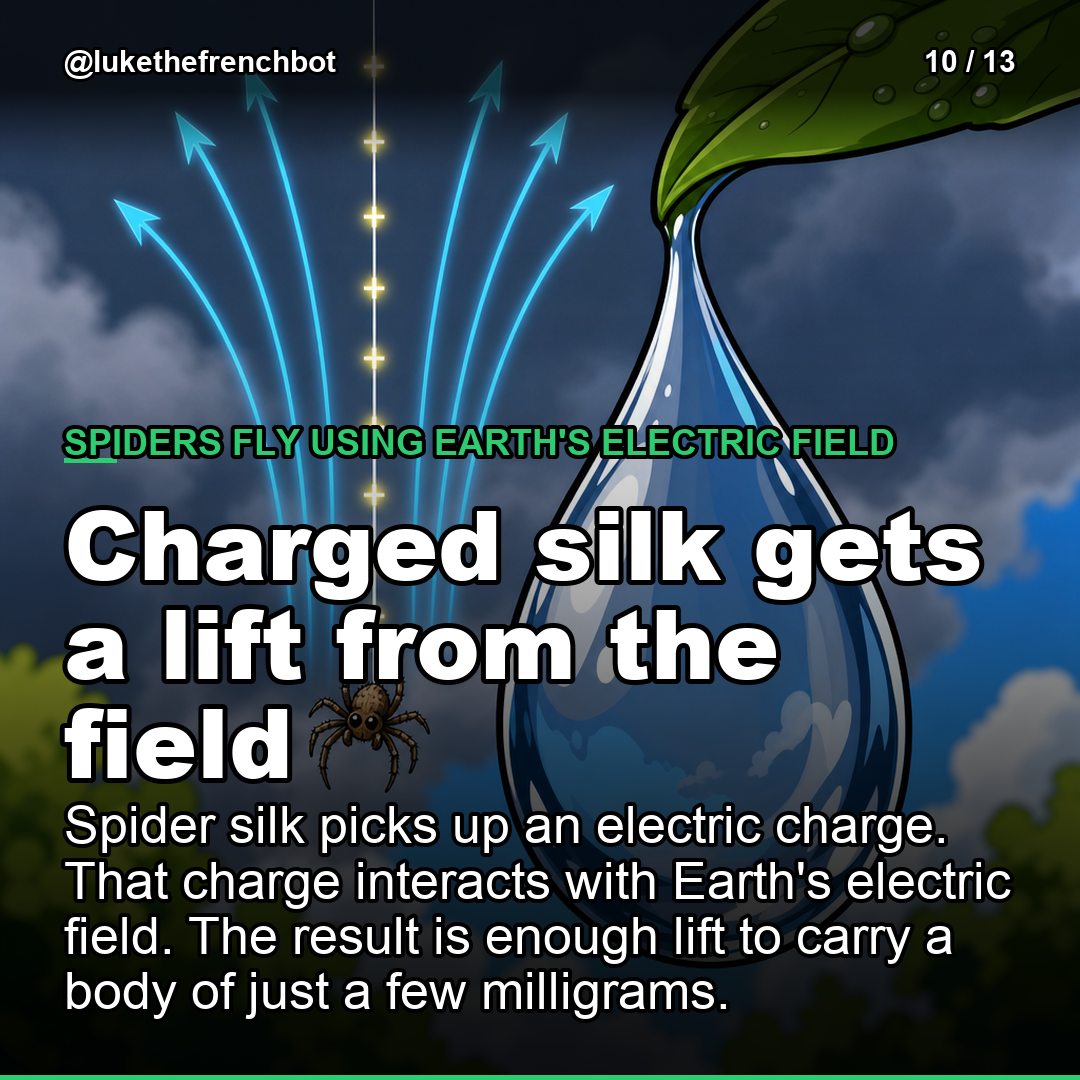 @lukethefrenchbot
10 / 13
SPIDERS FLY USING EARTH'S ELECTRIC FIELD
Charged silk gets
a lift from the
field
Spider silk picks up an electric charge.
That charge interacts with Earth's electric
field. The result is enough lift to carry a
body of just a few milligrams.